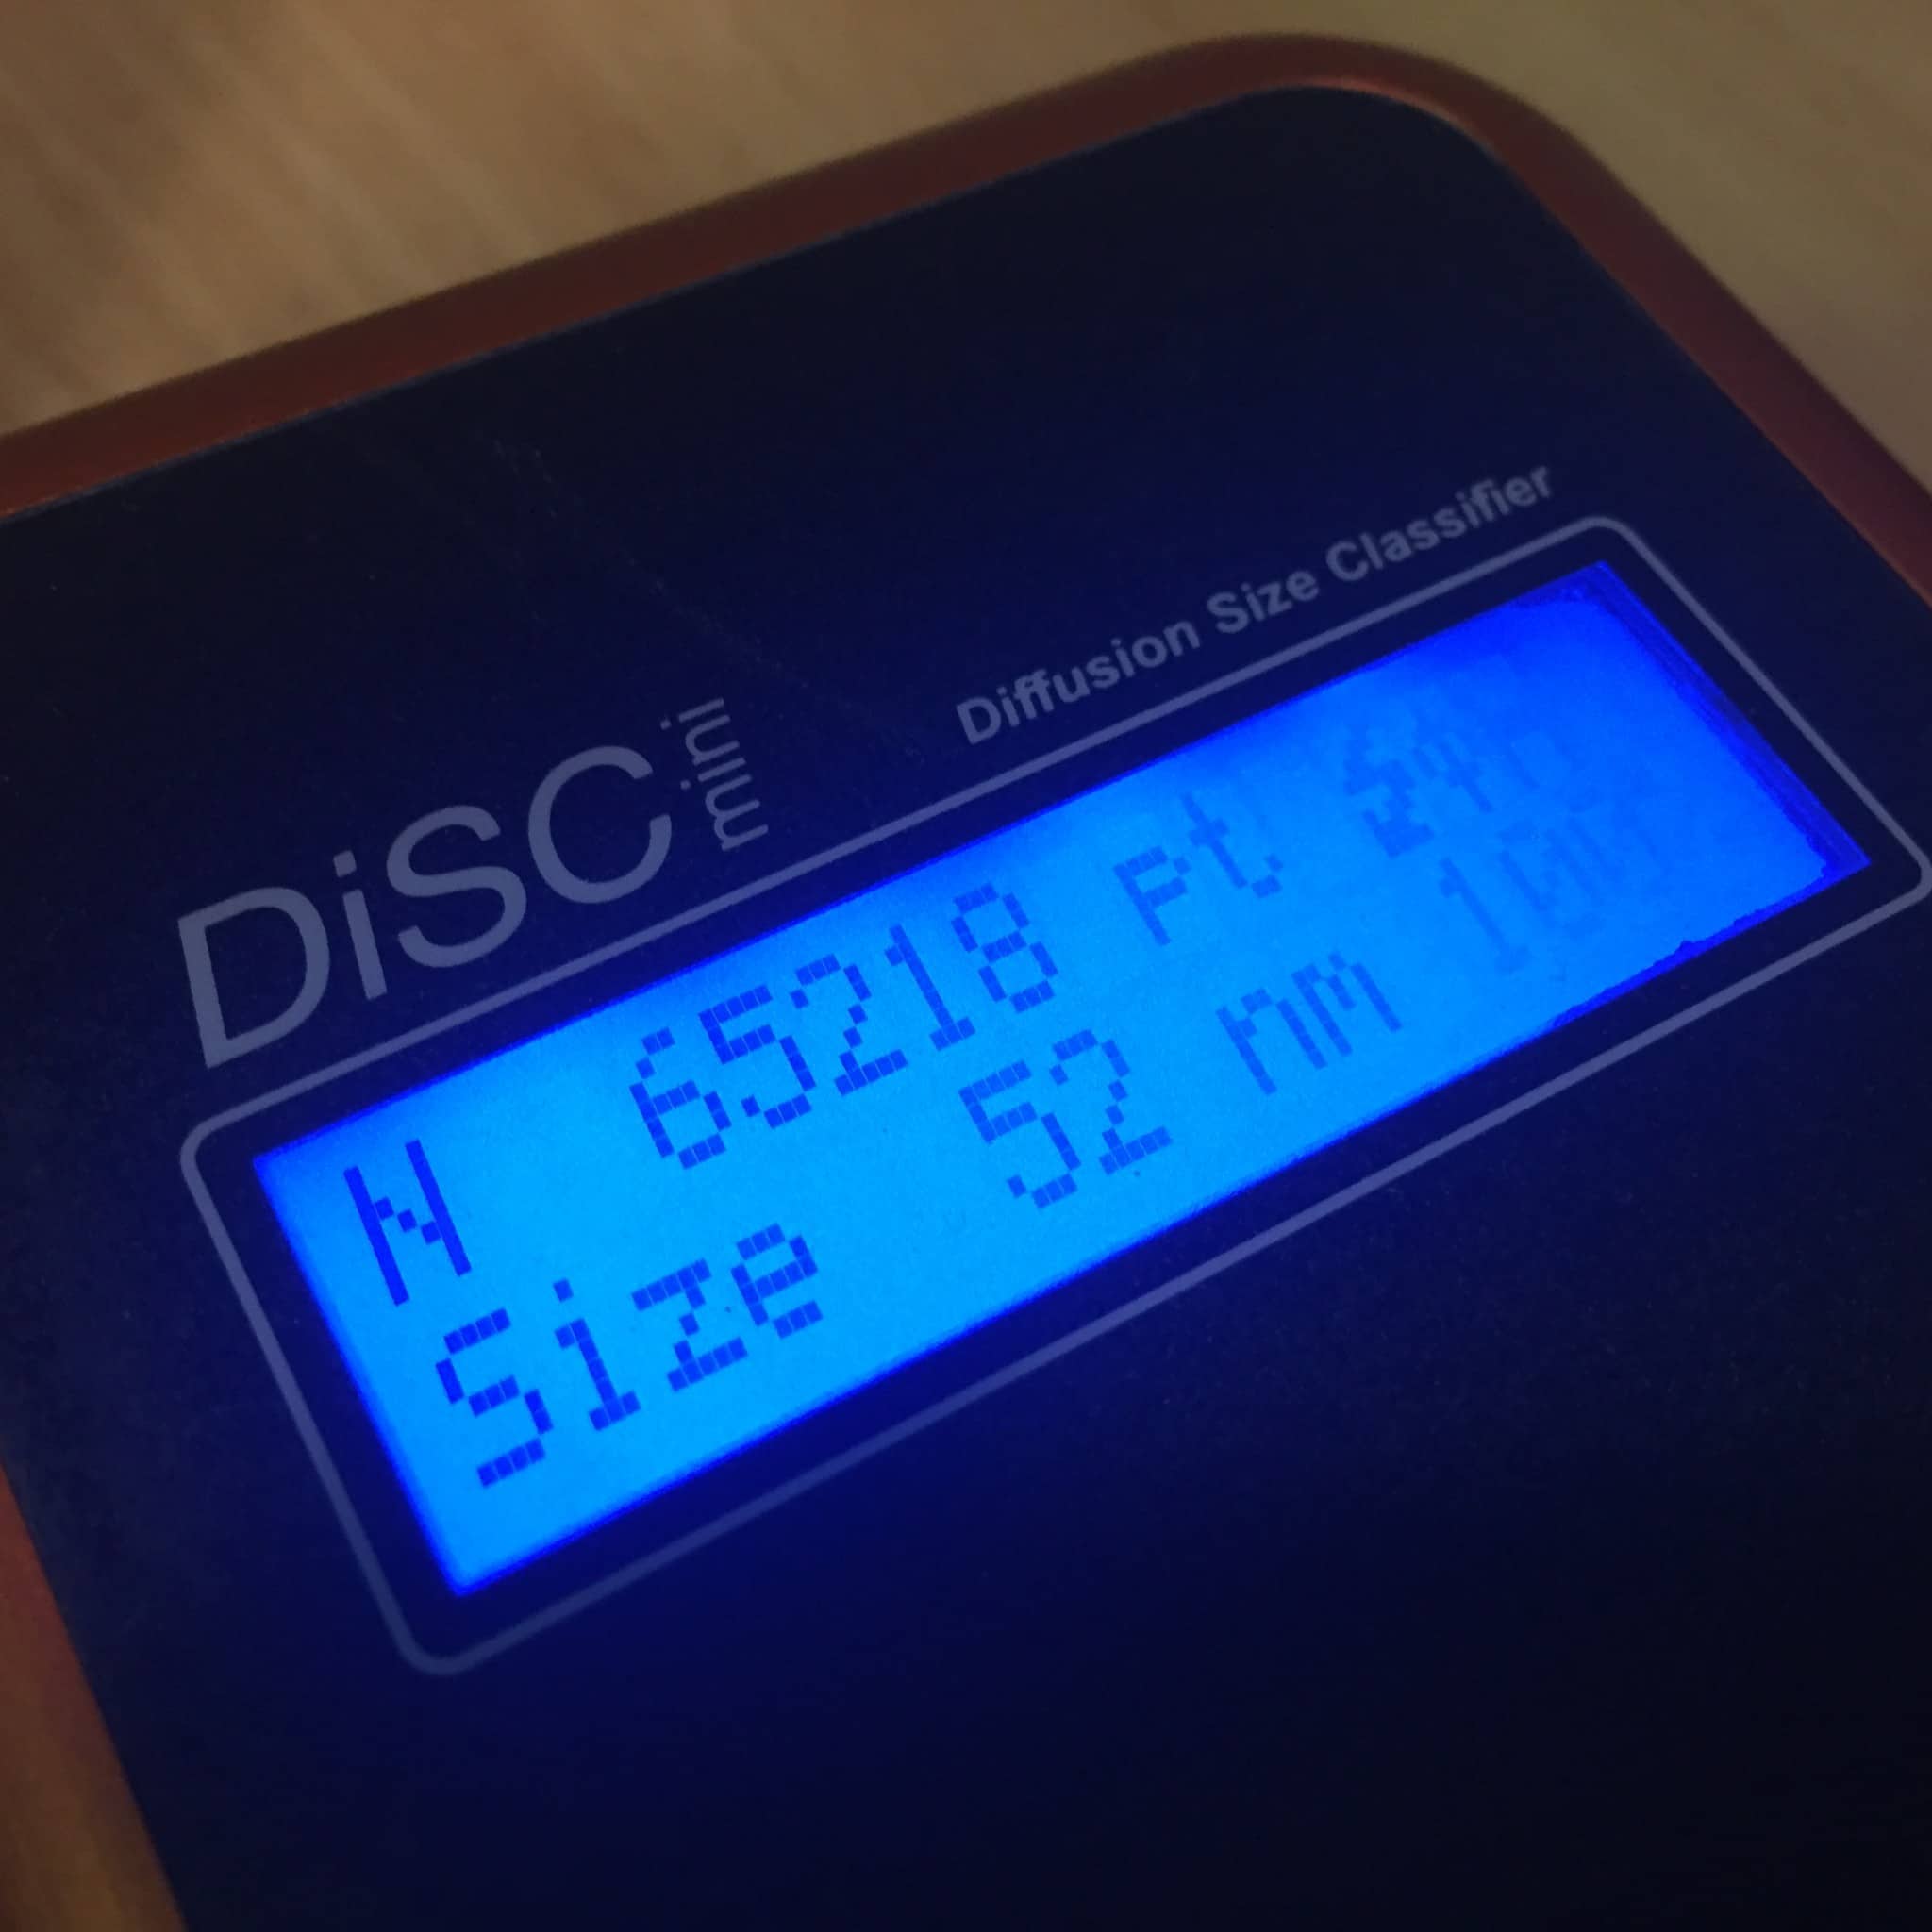 DiSC mini
Diffusion Size Classifier
N 65218 Pt
Size 52 nm